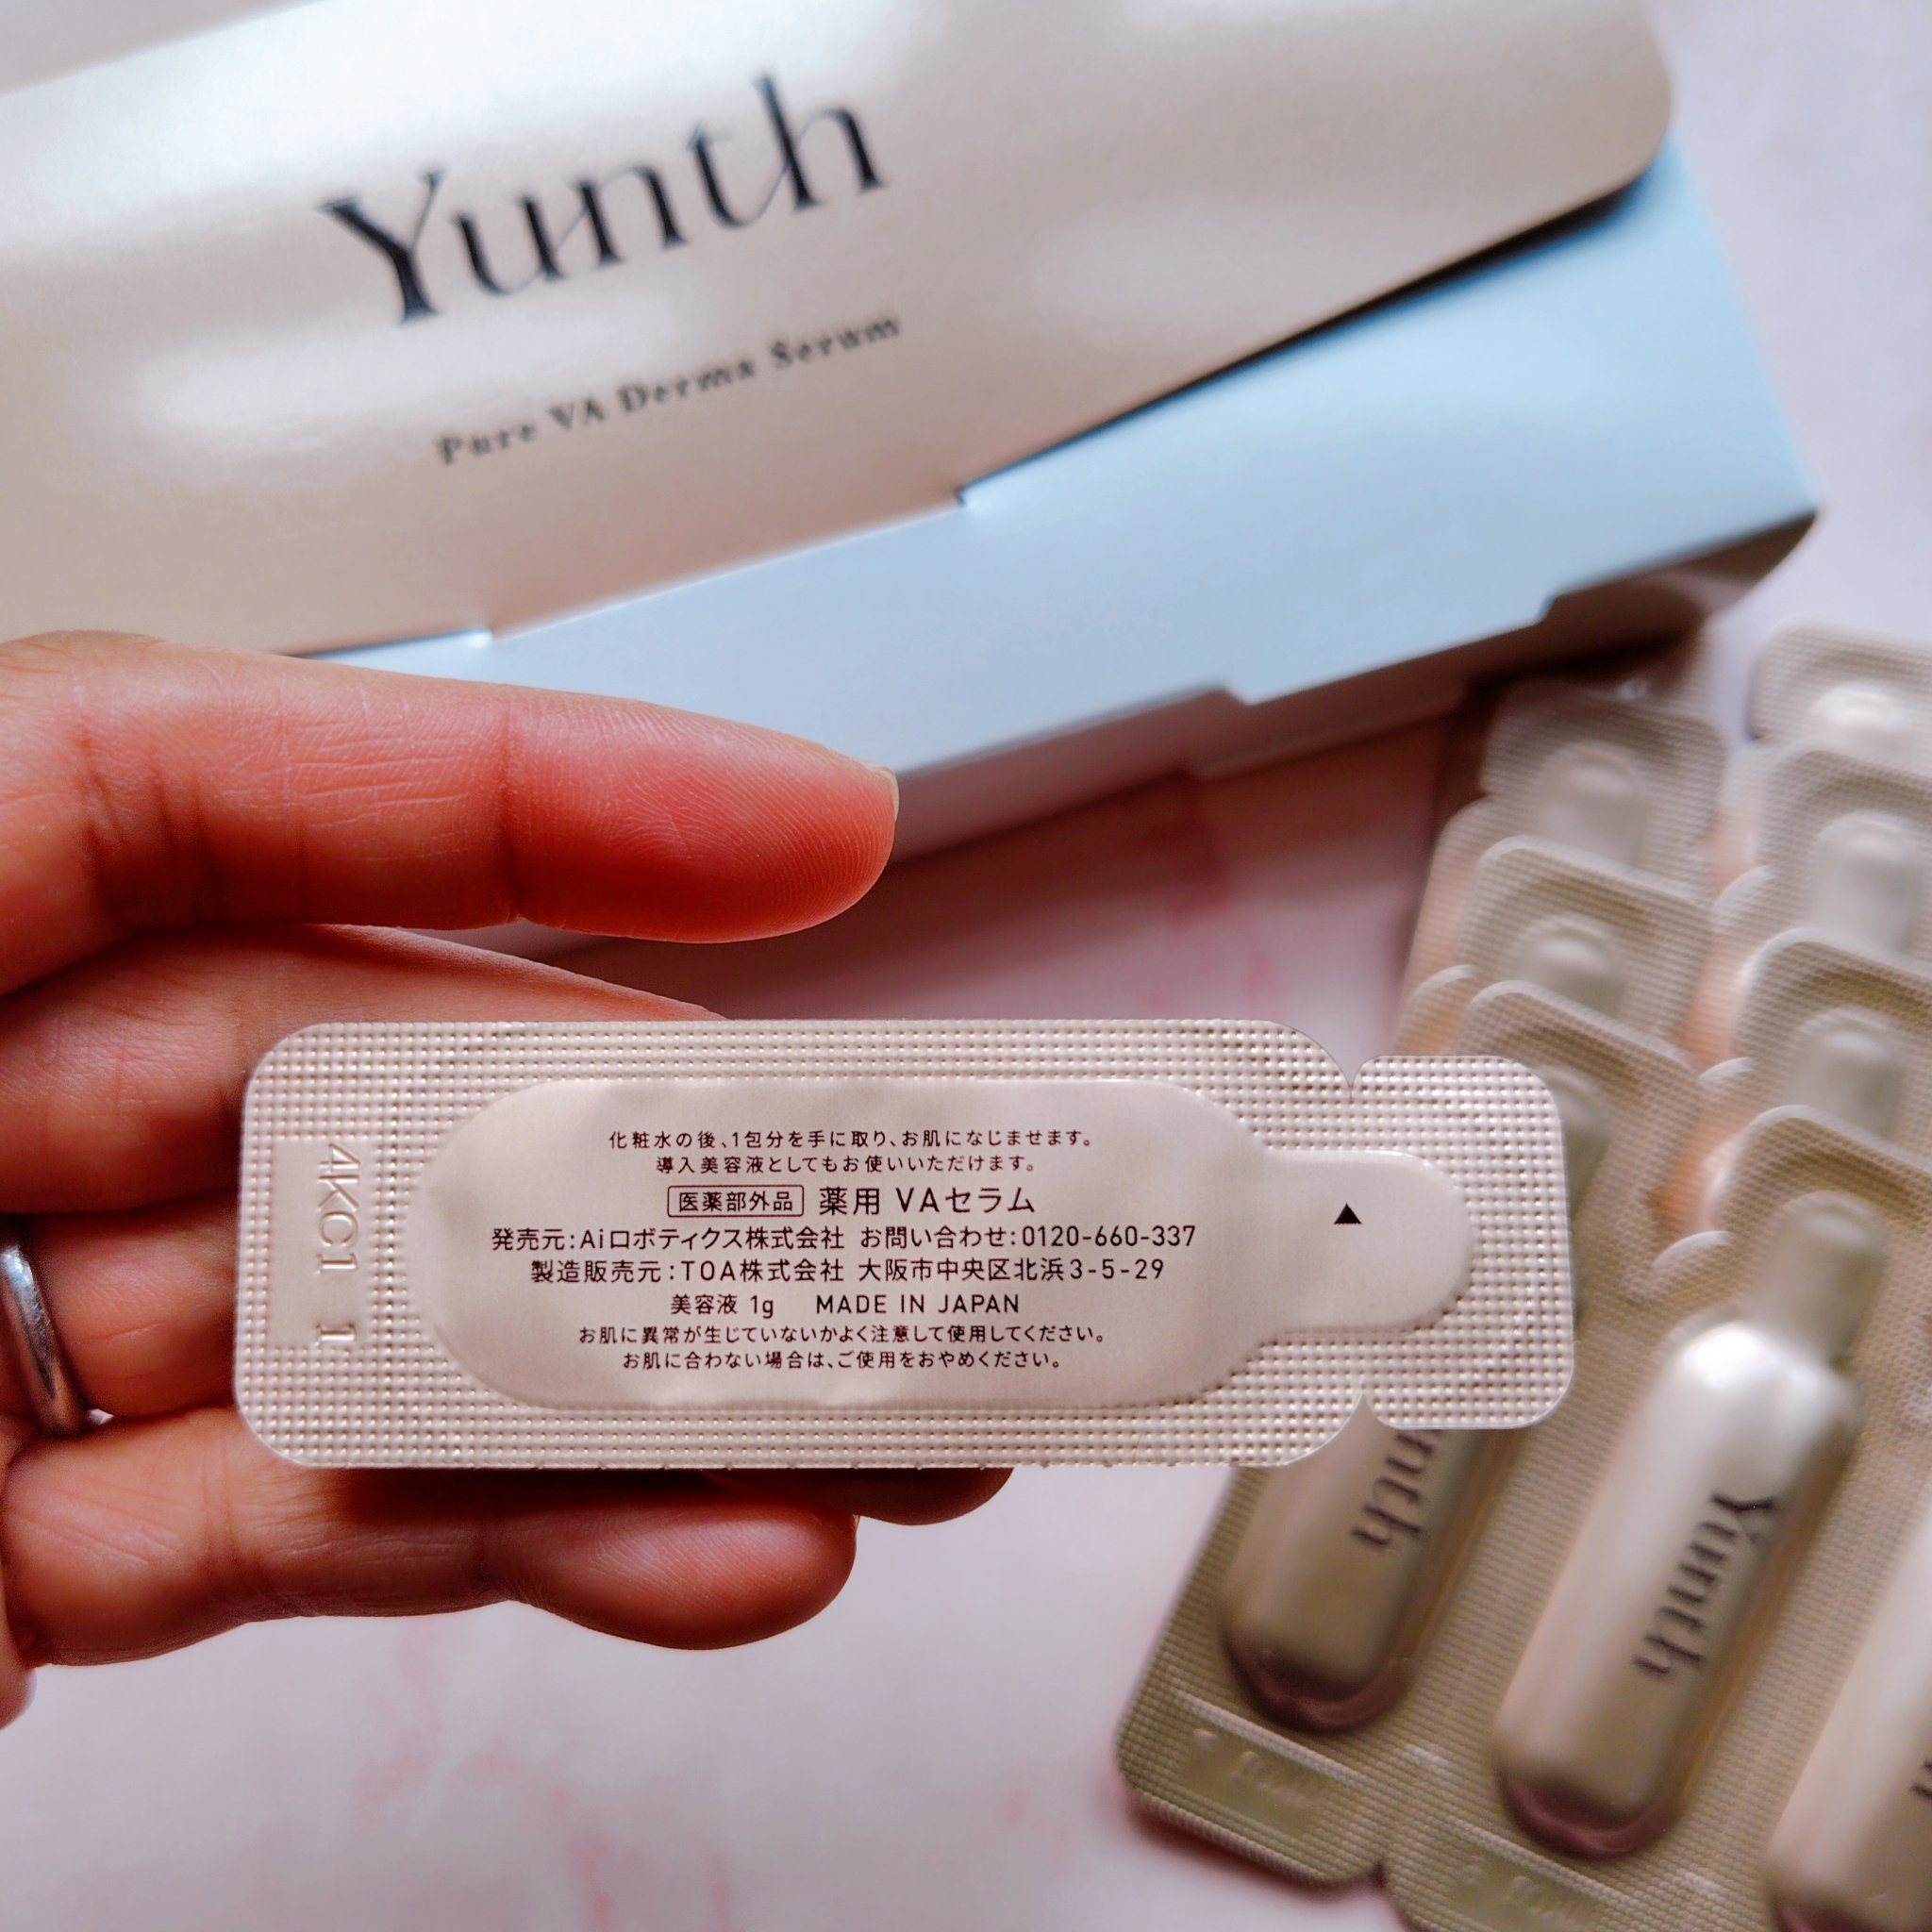 Yunth
Pure VA Derma Serum
化粧水の後、1包分を手に取り、お肌になじませます。
導入美容液としてもお使いいただけます。
医薬部外品 薬用 VAセラム
発売元:Aiロボティクス株式会社 お問い合わせ:0120-660-337
製造販売元:TOA株式会社 大阪市中央区北浜3-5-29
美容液 1g MADE IN JAPAN
お肌に異常が生じていないかよく注意して使用してください。
お肌に合わない場合は、ご使用をおやめください。
4KC1 1
Yunth